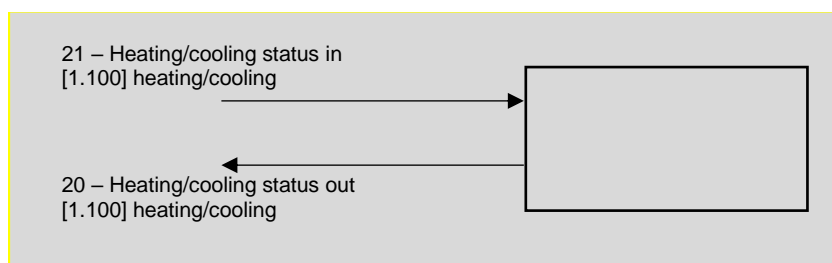 21 – Heating/cooling status in
[1.100] heating/cooling
20 – Heating/cooling status out
[1.100] heating/cooling